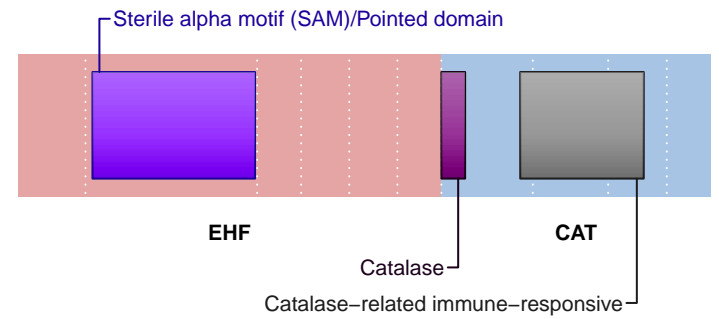 Sterile alpha motif (SAM)/Pointed domain
EHF
CAT
Catalase
Catalase−related immune−responsive